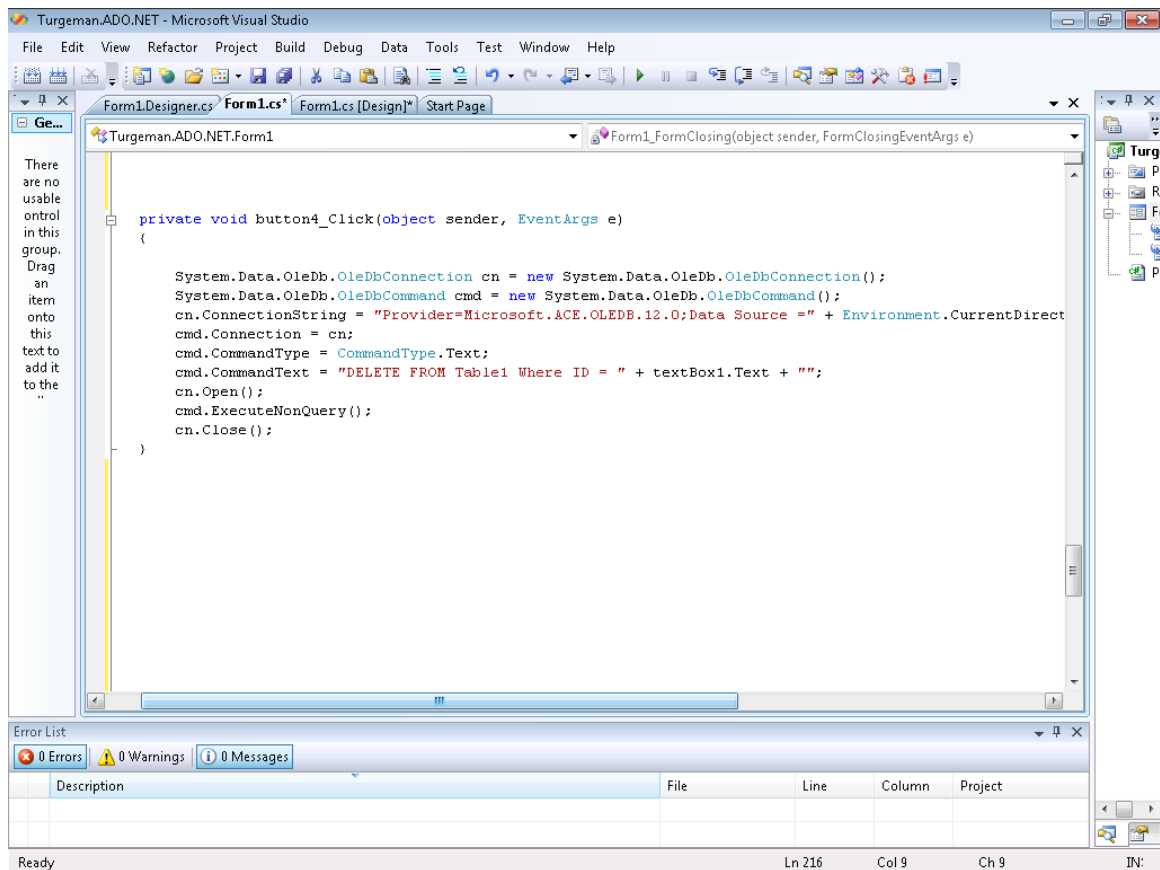 Turgeman.ADO.NET - Microsoft Visual Studio
File Edit View Refactor Project Build Debug Data Tools Test Window Help
Form1.Designer.cs Form1.cs* Form1.cs [Design]* Start Page
Ge...
There
are no
usable
ontrol
in this
group.
Drag
an
item
onto
this
text to
add it
to the
Turgeman.ADO.NET.Form1 Form1_FormClosing(object sender, FormClosingEventArgs e)
private void button4_Click(object sender, EventArgs e)
{
System.Data.OleDb.OleDbConnection cn = new System.Data.OleDb.OleDbConnection();
System.Data.OleDb.OleDbCommand cmd = new System.Data.OleDb.OleDbCommand();
cn.ConnectionString = "Provider=Microsoft.ACE.OLEDB.12.0;Data Source =" + Environment.CurrentDirect
cmd.Connection = cn;
cmd.CommandType = CommandType.Text;
cmd.CommandText = "DELETE FROM Table1 Where ID = " + textBox1.Text + "";
cn.Open();
cmd.ExecuteNonQuery();
cn.Close();
}
Turg
P
R
F
P
Error List
0 Errors 0 Warnings 0 Messages
Description File Line Column Project
Ready Ln 216 Col 9 Ch 9 IN